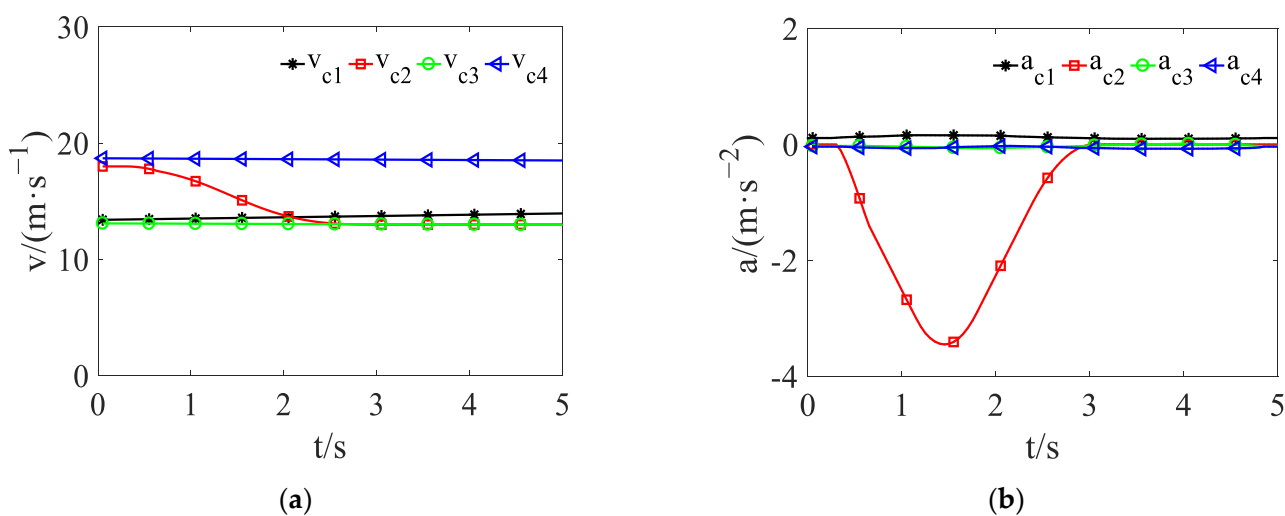 30
20
10
0
v/(m·s⁻¹)
v_c1 v_c2 v_c3 v_c4
0 1 2 3 4 5
t/s
(a)
2
0
-2
-4
a/(m·s⁻²)
a_c1 a_c2 a_c3 a_c4
0 1 2 3 4 5
t/s
(b)